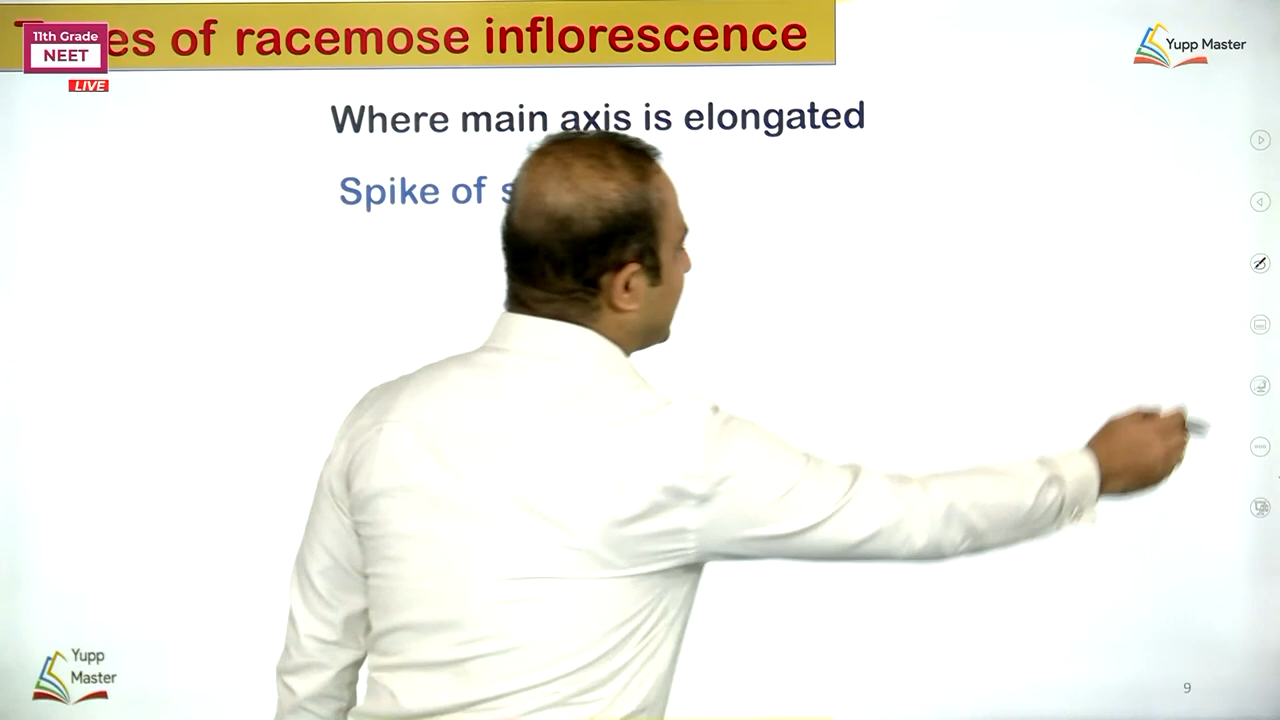 es of racemose inflorescence
11th Grade
NEET
LIVE
Yupp Master
Where main axis is elongated
Spike of
Yupp
Master
9